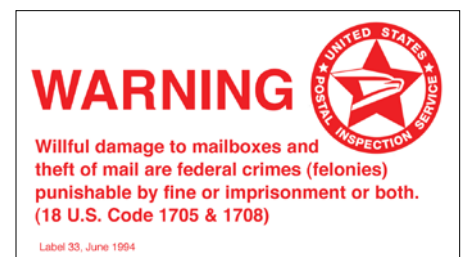 UNITED STATES
POSTAL INSPECTION SERVICE
WARNING
Willful damage to mailboxes and
theft of mail are federal crimes (felonies)
punishable by fine or imprisonment or both.
(18 U.S. Code 1705 & 1708)
Label 33, June 1994